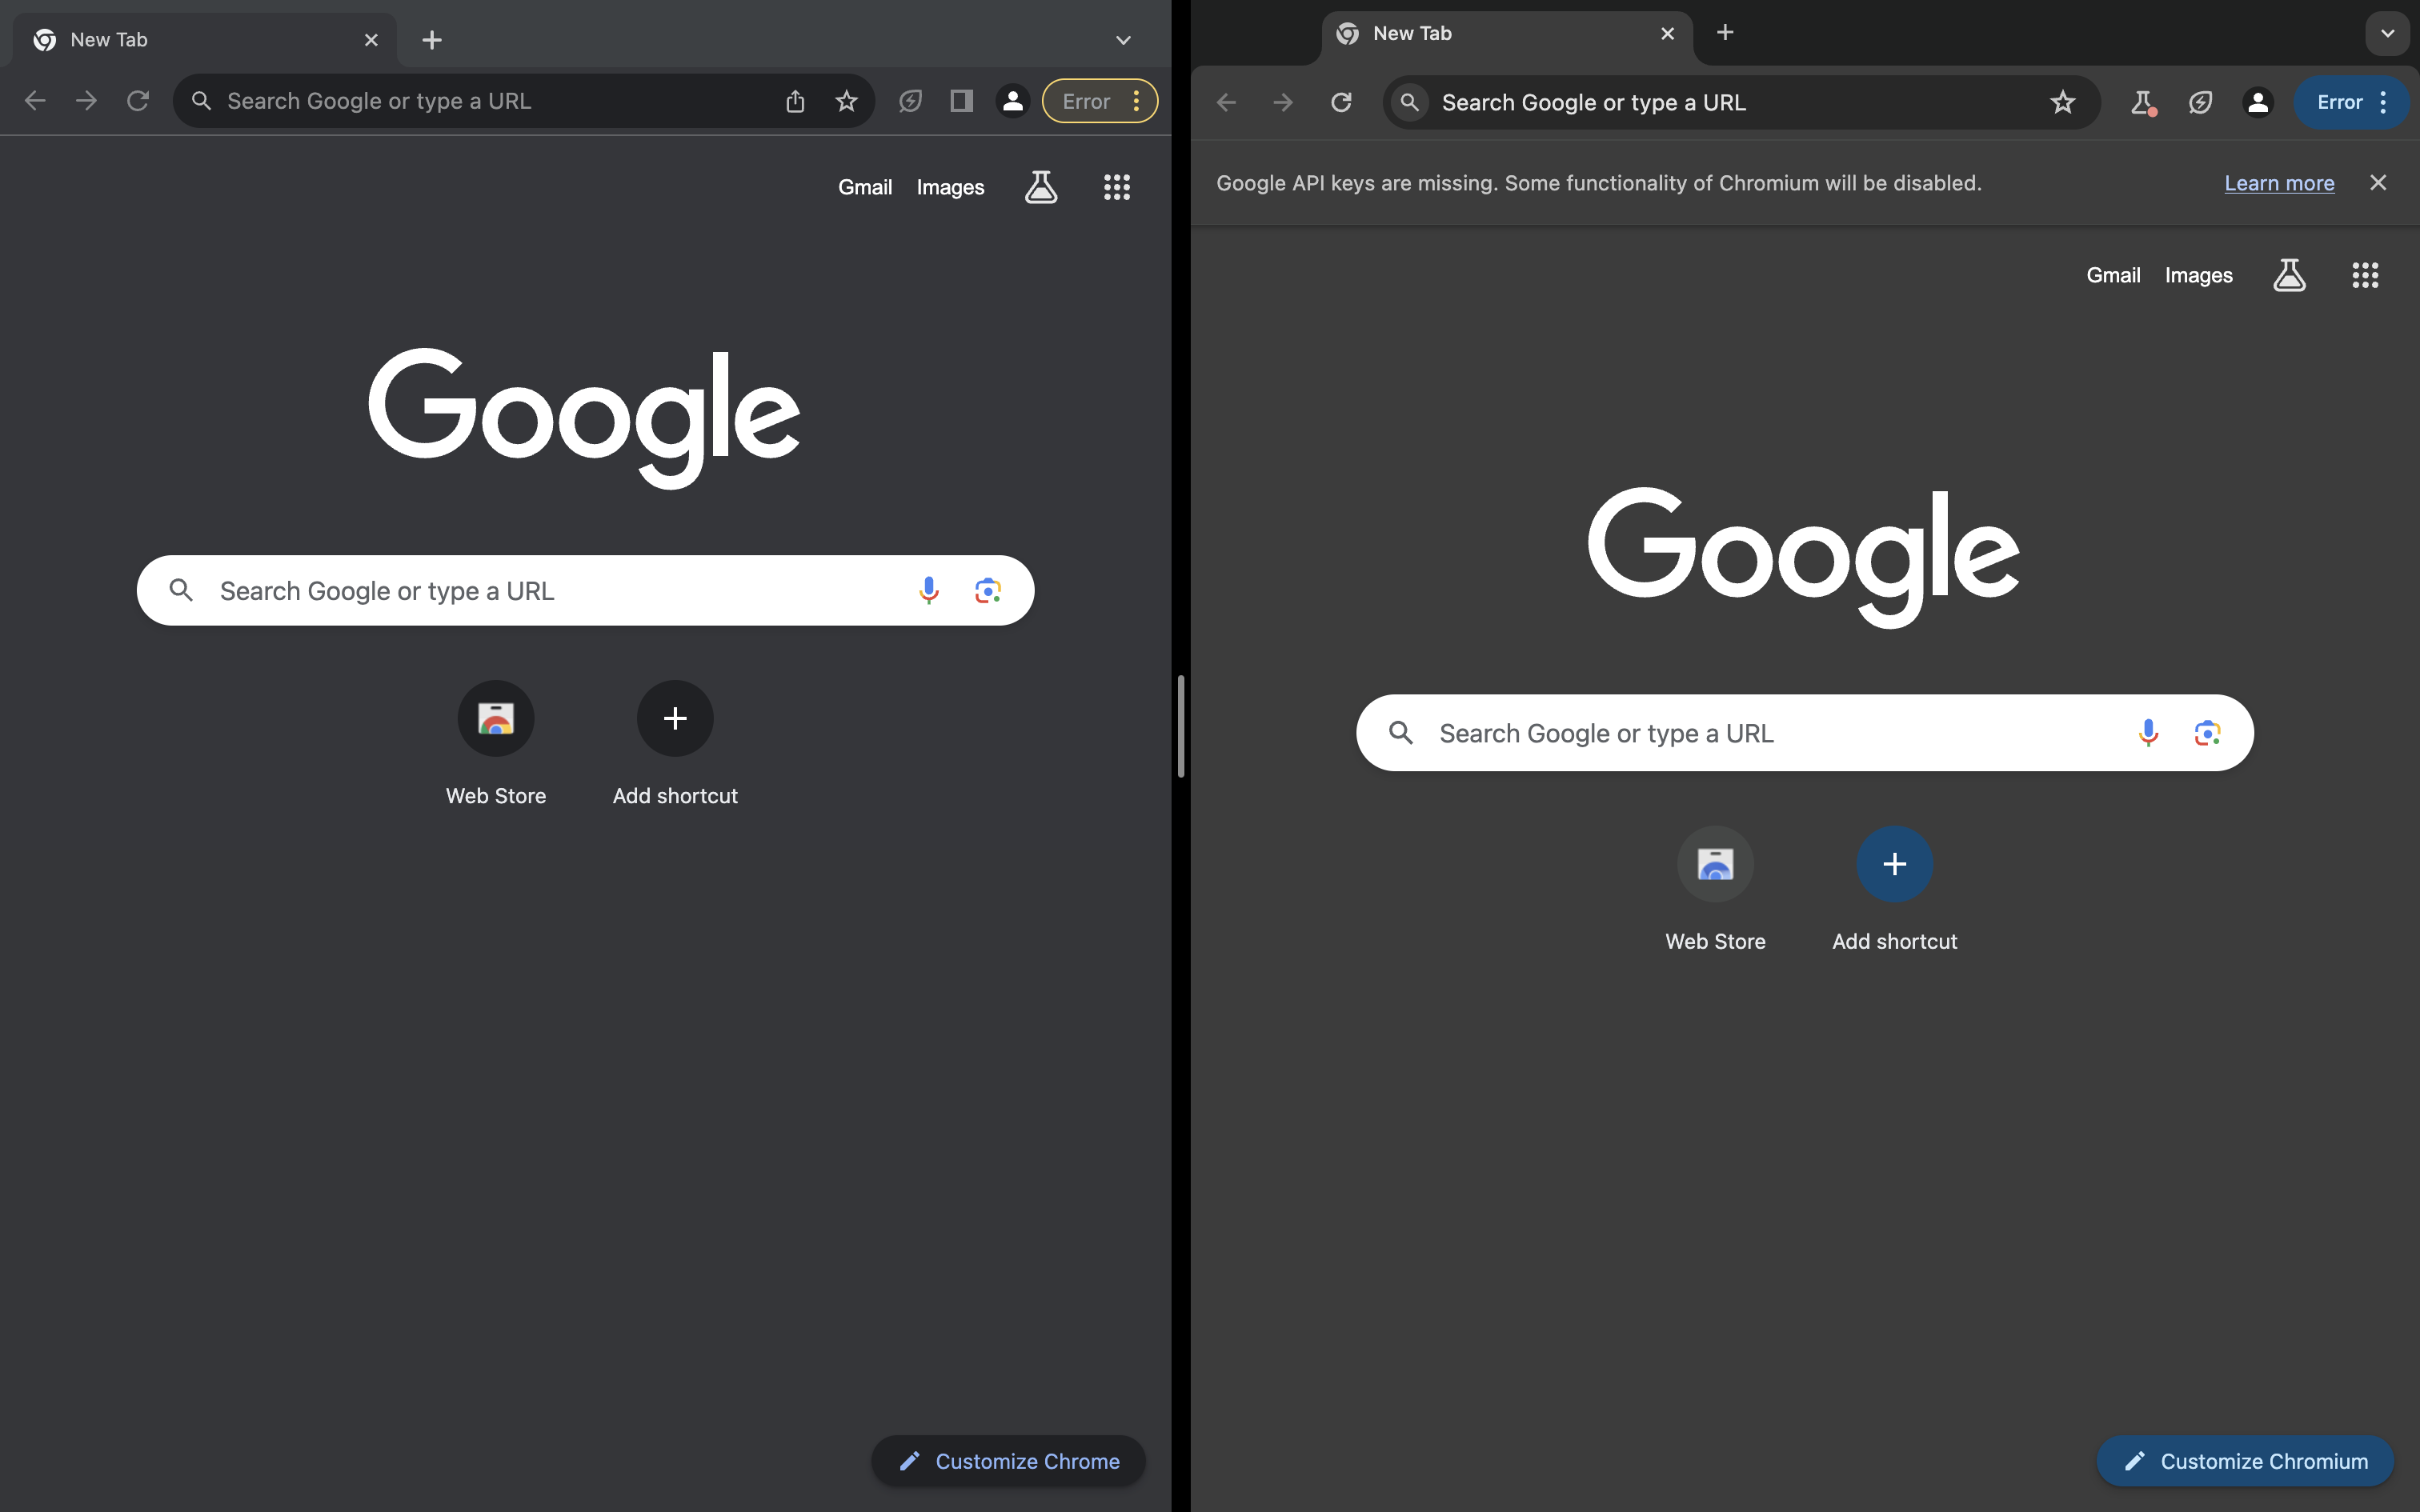 New Tab
Search Google or type a URL
Error
Gmail Images
Google
Search Google or type a URL
Web Store
Add shortcut
Customize Chrome
New Tab
Search Google or type a URL
Error
Google API keys are missing. Some functionality of Chromium will be disabled.
Learn more
Gmail Images
Google
Search Google or type a URL
Web Store
Add shortcut
Customize Chromium